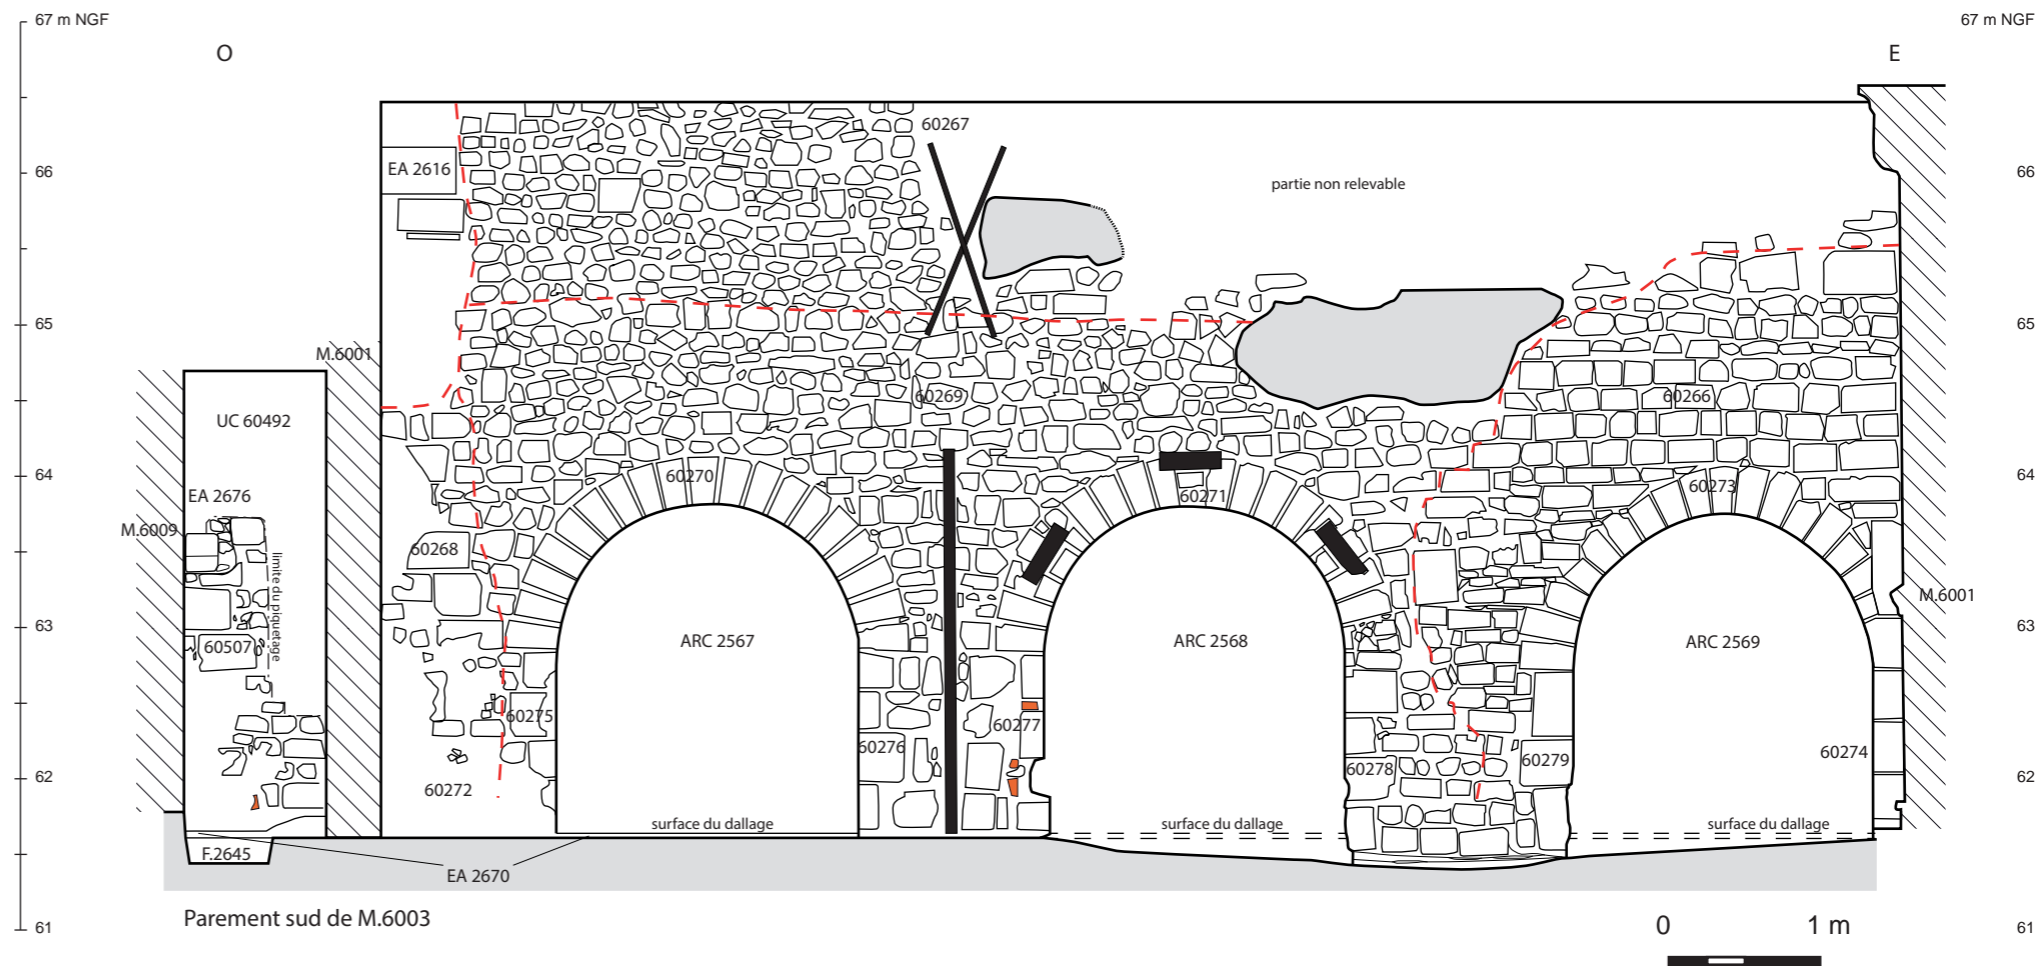 67 m NGF
67 m NGF
O
E
60267
EA 2616
66
partie non relevable
66
65
65
M.6001
60269
60266
UC 60492
64
60270
60271
60273
64
EA 2676
M.6009
60268
limite du piquetage
M.6001
63
63
60507
ARC 2567
ARC 2568
ARC 2569
60275
60277
60276
60274
60279
60278
62
62
60272
surface du dallage
surface du dallage
surface du dallage
F.2645
EA 2670
Parement sud de M.6003
0 1 m
61
61